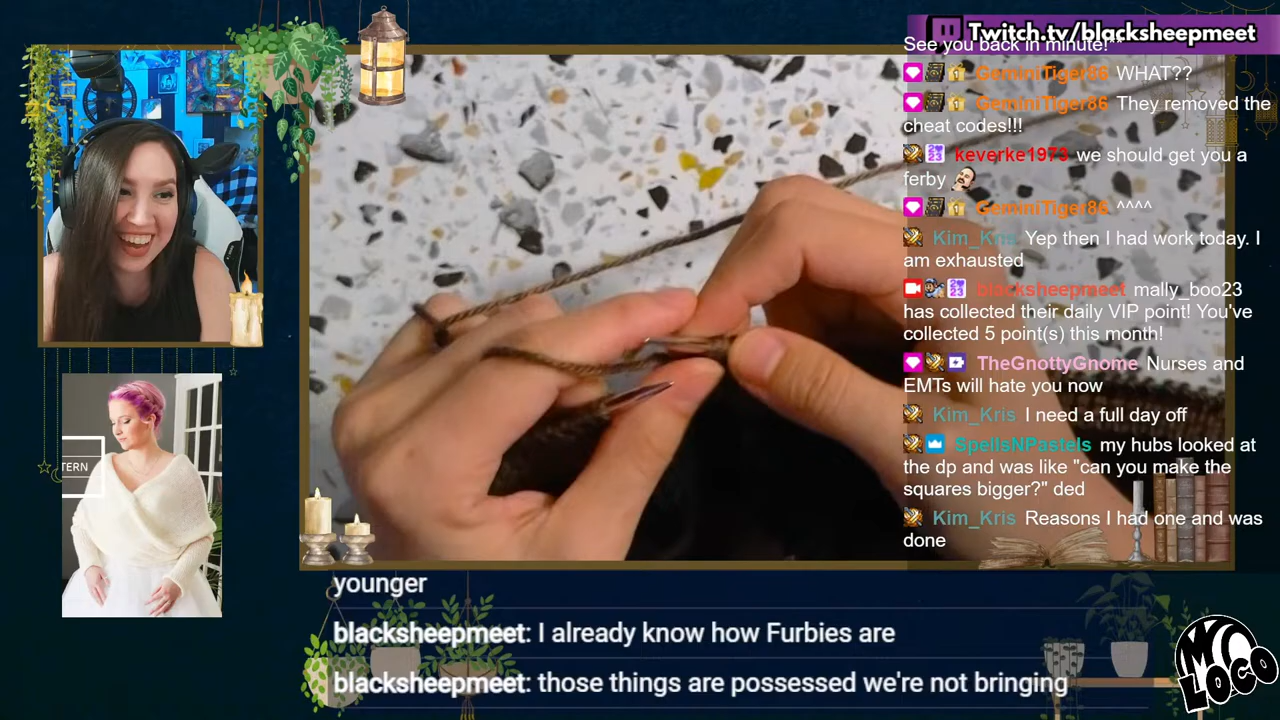 Twitch.tv/blacksheepmeet
See you back in minute!"
GeminiTiger86 WHAT??
GeminiTiger86 They removed the
cheat codes!!!
keverke1973 we should get you a
ferby
GeminiTiger86 ^^^^
Kim_Kris Yep then I had work today. I
am exhausted
blacksheepmeet mally_boo23
has collected their daily VIP point! You've
collected 5 point(s) this month!
TheGnottyGnome Nurses and
EMTs will hate you now
Kim_Kris I need a full day off
SpellsNPastels my hubs looked at
the dp and was like "can you make the
squares bigger?" ded
Kim_Kris Reasons I had one and was
done
TERN
younger
blacksheepmeet: I already know how Furbies are
blacksheepmeet: those things are possessed we're not bringing
MC
LOCO